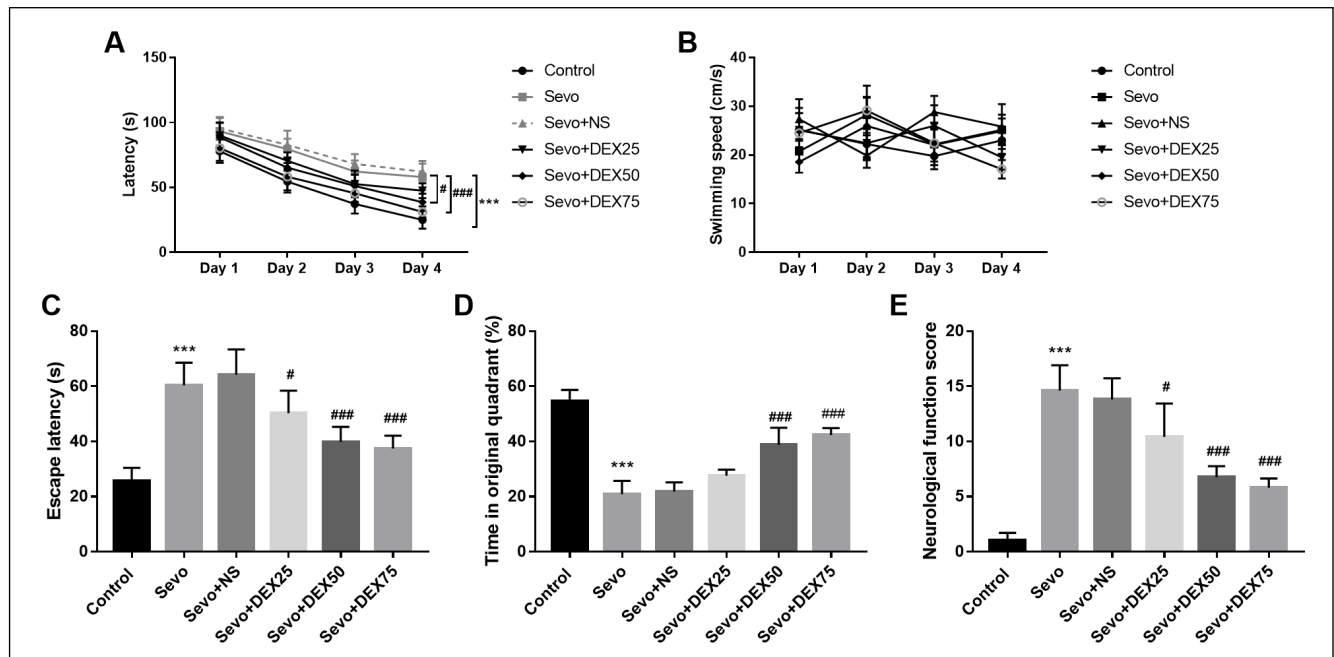 A
Latency (s)
150
100
50
0
Day 1 Day 2 Day 3 Day 4
# ### ***
Control
Sevo
Sevo+NS
Sevo+DEX25
Sevo+DEX50
Sevo+DEX75
B
Swimming speed (cm/s)
40
30
20
10
0
Day 1 Day 2 Day 3 Day 4
Control
Sevo
Sevo+NS
Sevo+DEX25
Sevo+DEX50
Sevo+DEX75
C
Escape latency (s)
80
60
40
20
0
*** # ### ###
Control Sevo Sevo+NS Sevo+DEX25 Sevo+DEX50 Sevo+DEX75
D
Time in original quadrant (%)
80
60
40
20
0
*** ### ###
Control Sevo Sevo+NS Sevo+DEX25 Sevo+DEX50 Sevo+DEX75
E
Neurological function score
20
15
10
5
0
*** # ### ###
Control Sevo Sevo+NS Sevo+DEX25 Sevo+DEX50 Sevo+DEX75